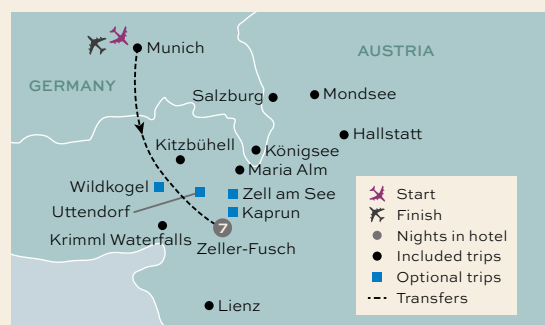 Munich
AUSTRIA
GERMANY
Salzburg
Mondsee
Hallstatt
Kitzbühell
Königsee
Maria Alm
Wildkogel
Zell am See
Uttendorf
Kaprun
7
Krimml Waterfalls
Zeller-Fusch
Lienz
Start
Finish
Nights in hotel
Included trips
Optional trips
Transfers